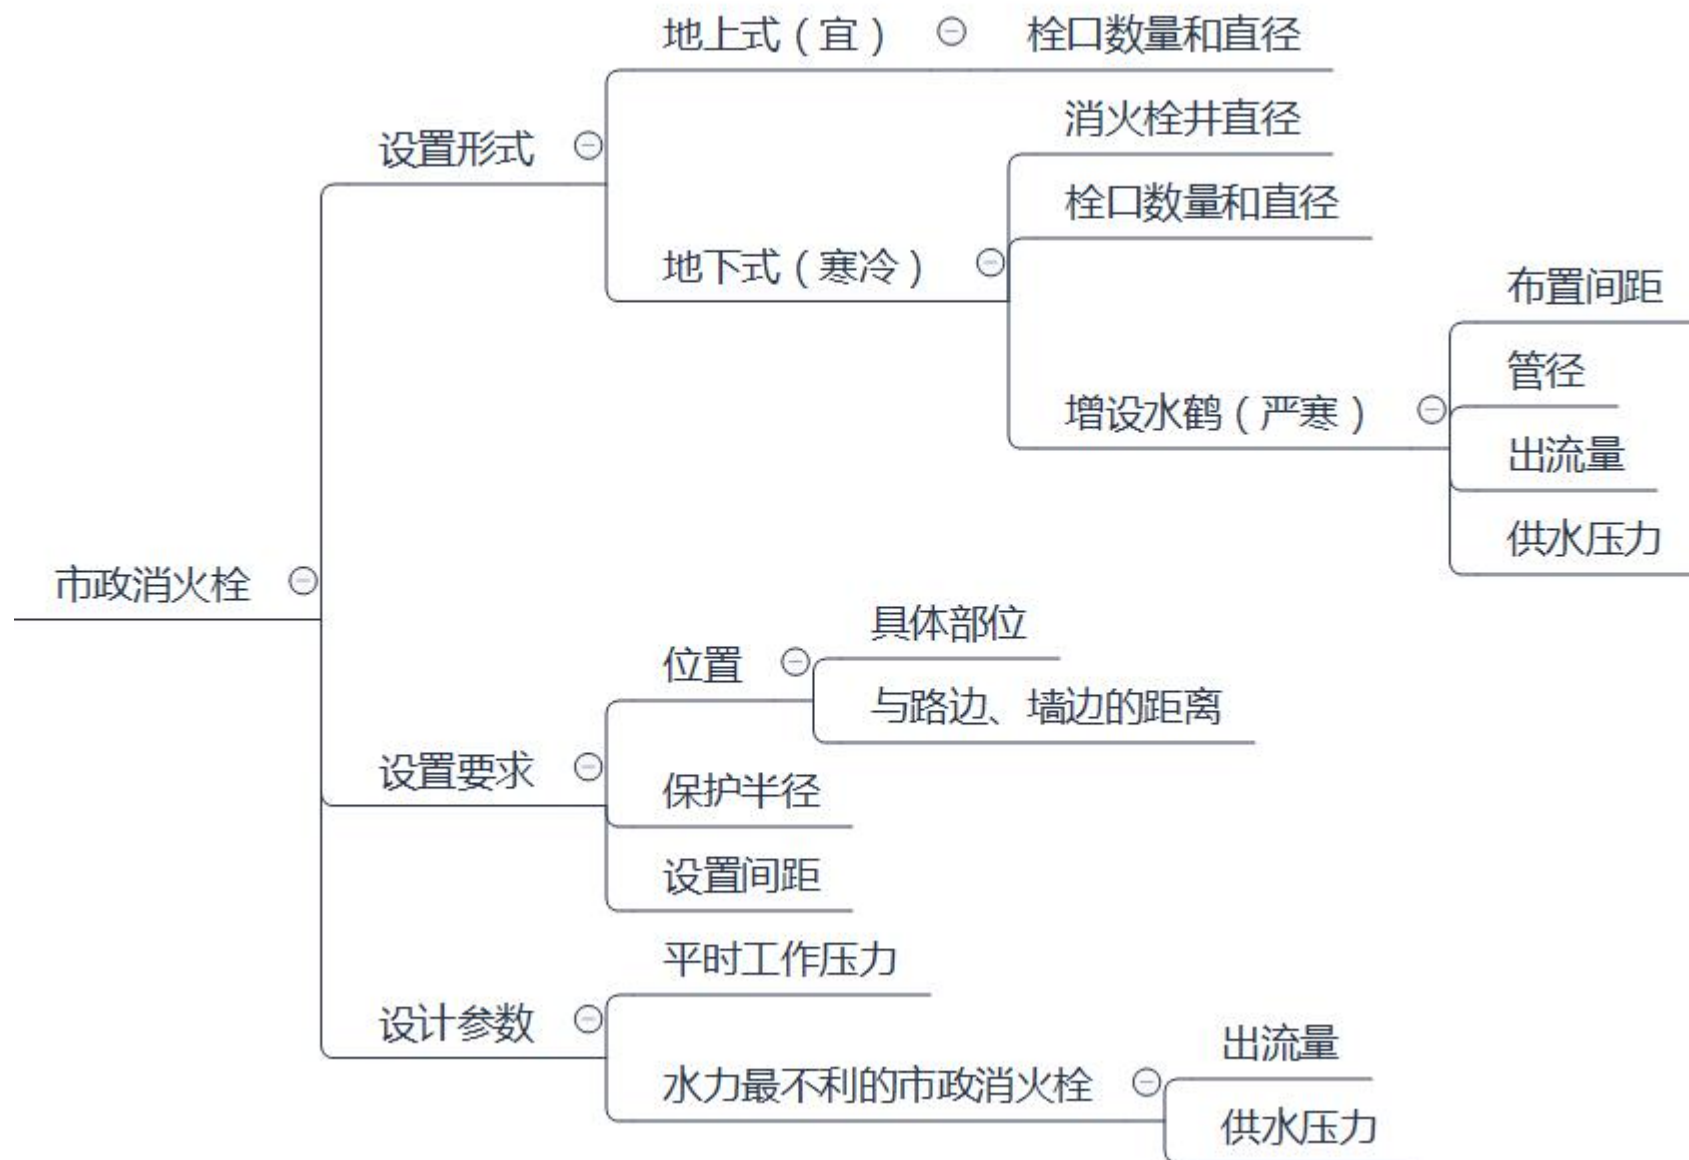 市政消火栓
设置形式
地上式（宜）
栓口数量和直径
地下式（寒冷）
消火栓井直径
栓口数量和直径
增设水鹤（严寒）
布置间距
管径
出流量
供水压力
设置要求
位置
具体部位
与路边、墙边的距离
保护半径
设置间距
设计参数
平时工作压力
水力最不利的市政消火栓
出流量
供水压力